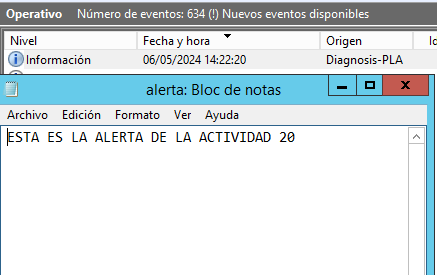 Operativo Número de eventos: 634 (!) Nuevos eventos disponibles
Nivel Fecha y hora Origen Id
Información 06/05/2024 14:22:20 Diagnosis-PLA
alerta: Bloc de notas
Archivo Edición Formato Ver Ayuda
ESTA ES LA ALERTA DE LA ACTIVIDAD 20